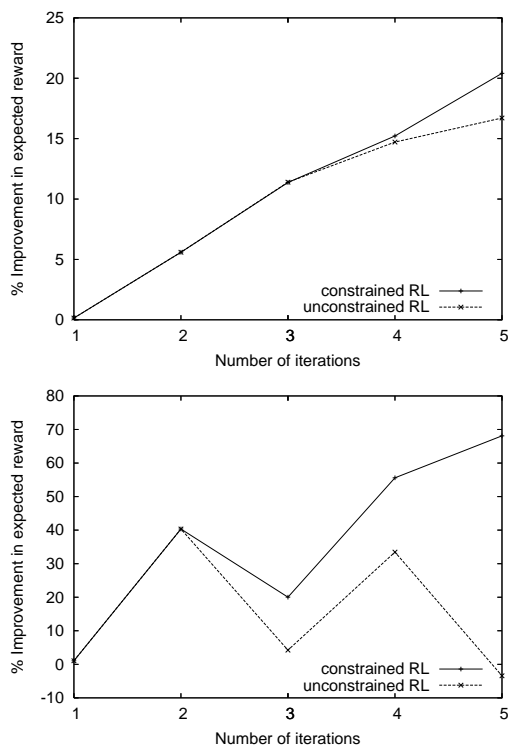 25
20
15
10
5
0
% Improvement in expected reward
constrained RL
unconstrained RL
1 2 3 4 5
Number of iterations
80
70
60
50
40
30
20
10
0
-10
% Improvement in expected reward
constrained RL
unconstrained RL
1 2 3 4 5
Number of iterations